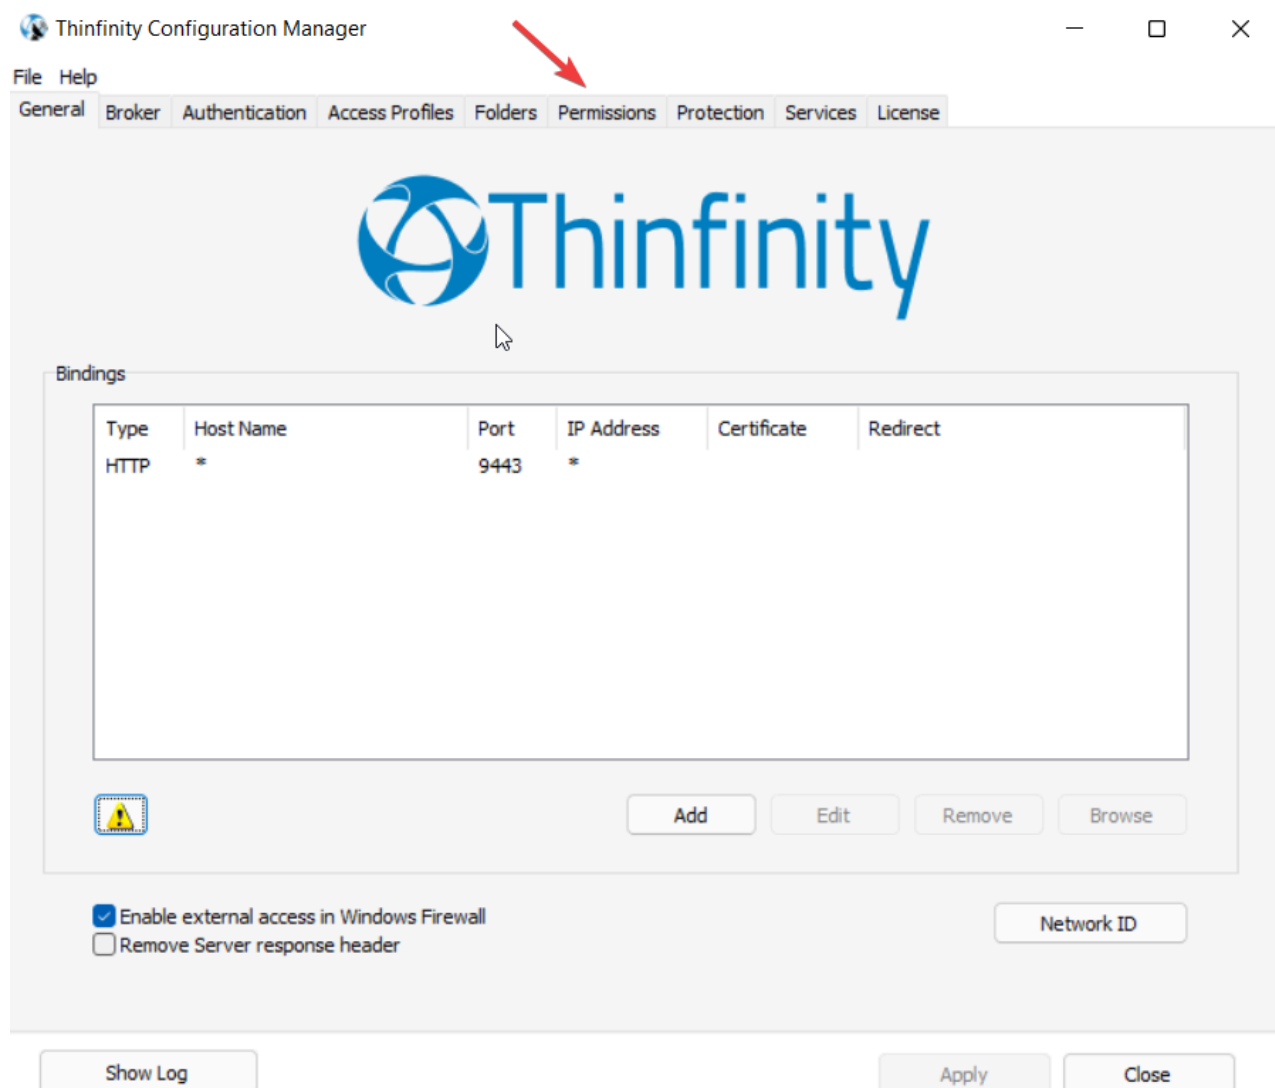 Thinfinity Configuration Manager
File Help
General Broker Authentication Access Profiles Folders Permissions Protection Services License
Thinfinity
Bindings
Type Host Name Port IP Address Certificate Redirect
HTTP * 9443 *
Add Edit Remove Browse
Enable external access in Windows Firewall
Network ID
Remove Server response header
Show Log Apply Close